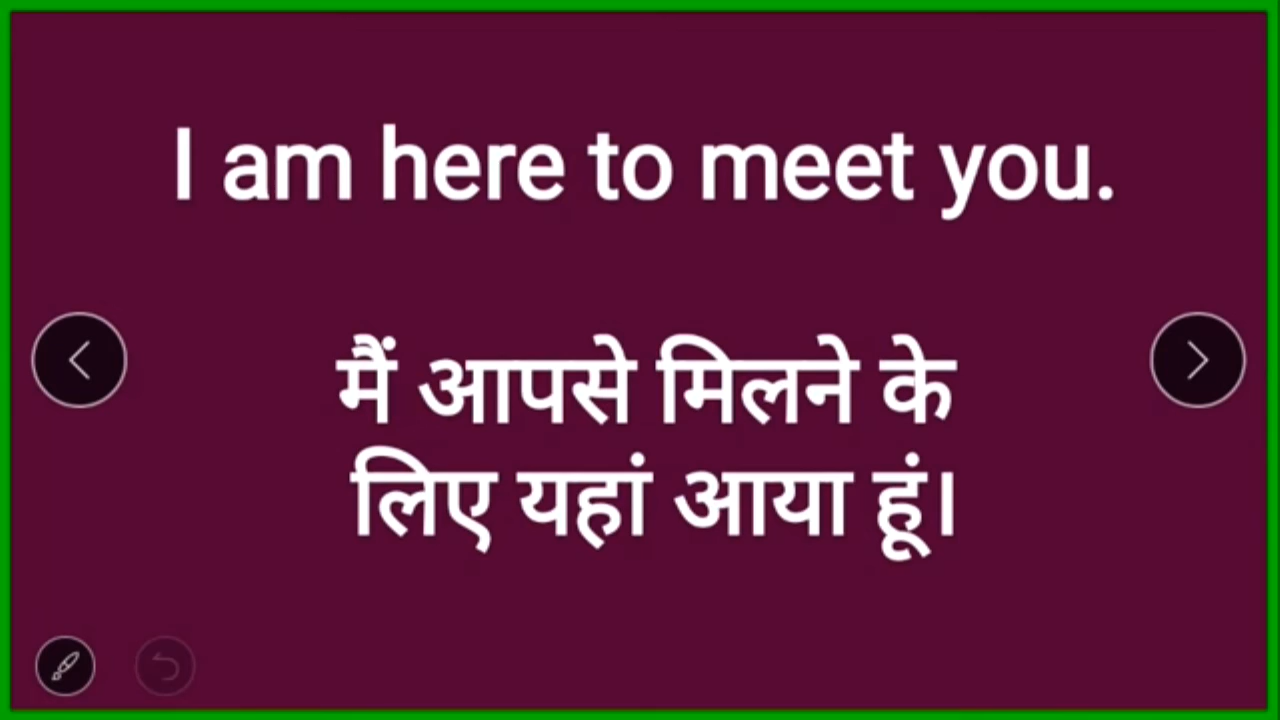 I am here to meet you.
मैं आपसे मिलने के
लिए यहां आया हूं।